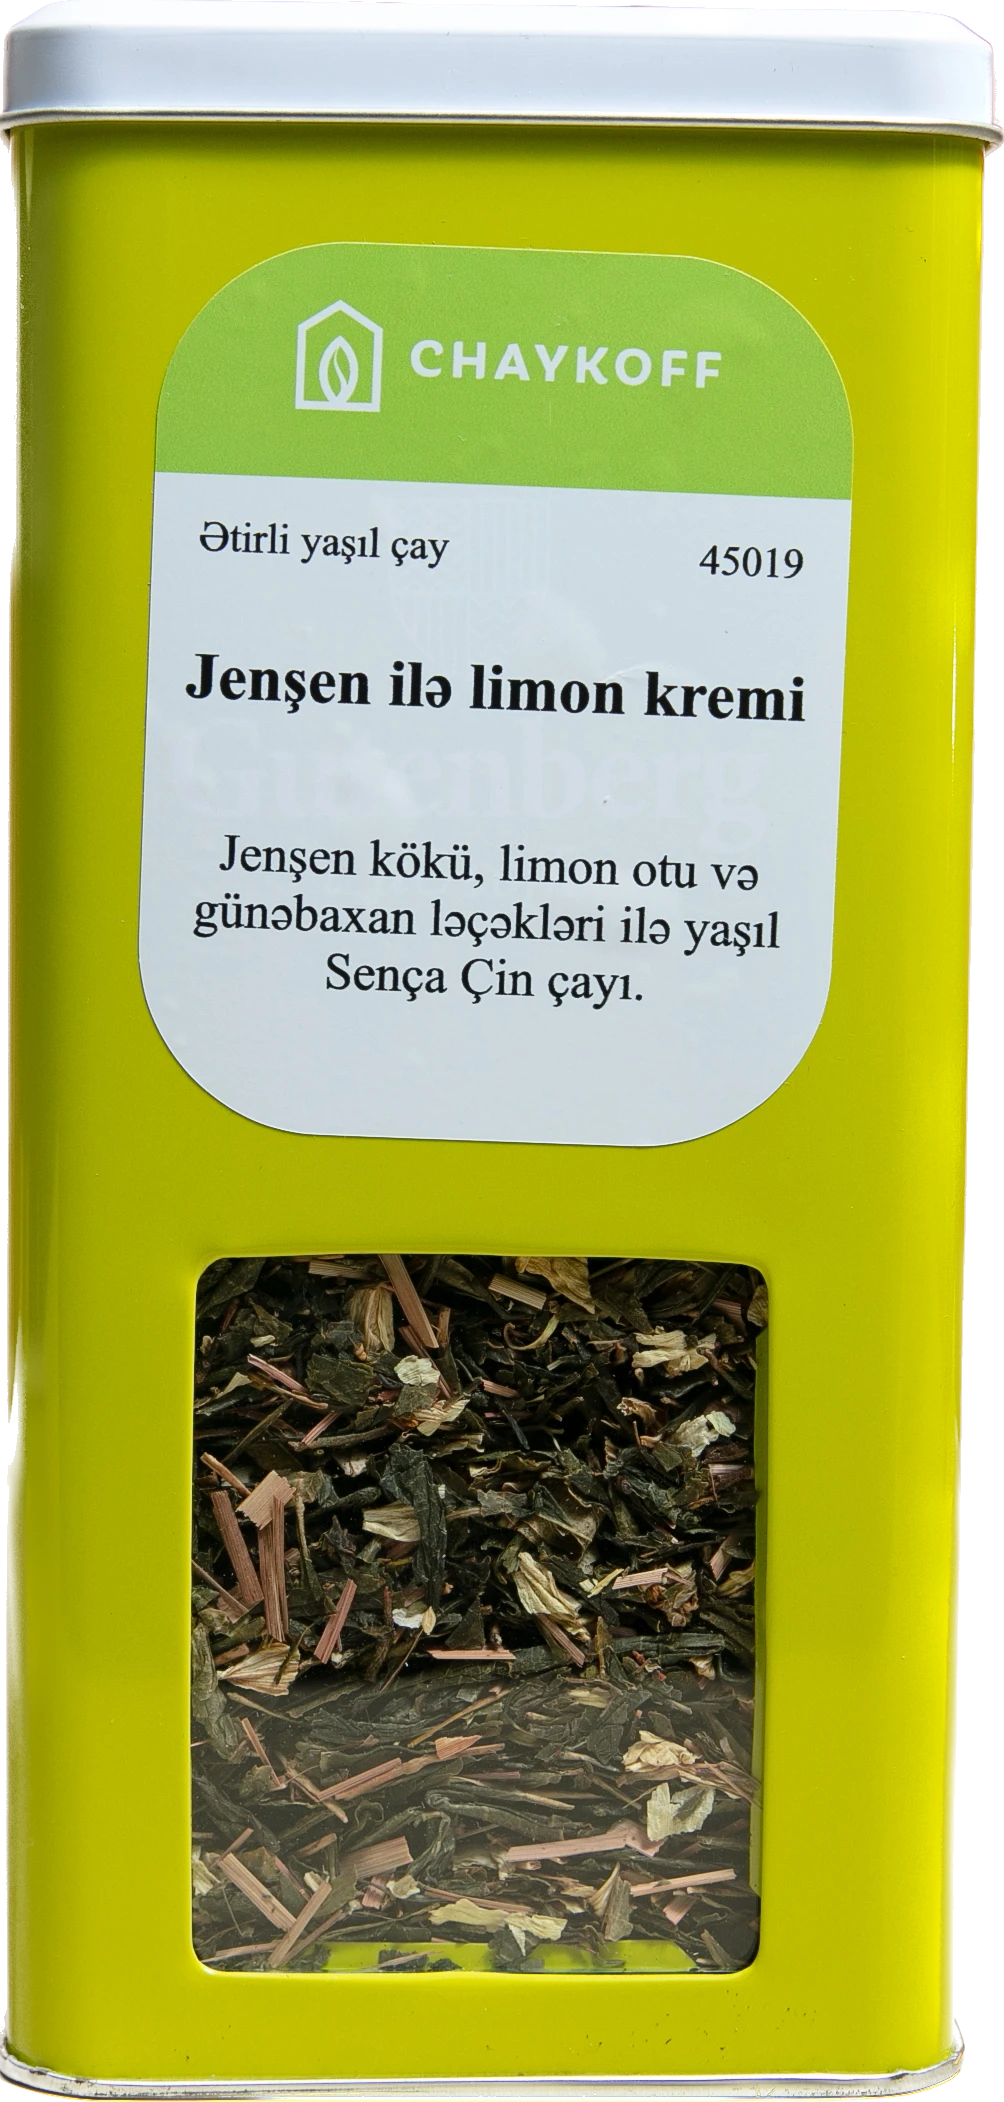 CHAYKOFF
Ətirli yaşıl çay 45019
Jenşen ilə limon kremi
Gutenberg
Jenşen kökü, limon otu və
günəbaxan ləçəkləri ilə yaşıl
Sença Çin çayı.